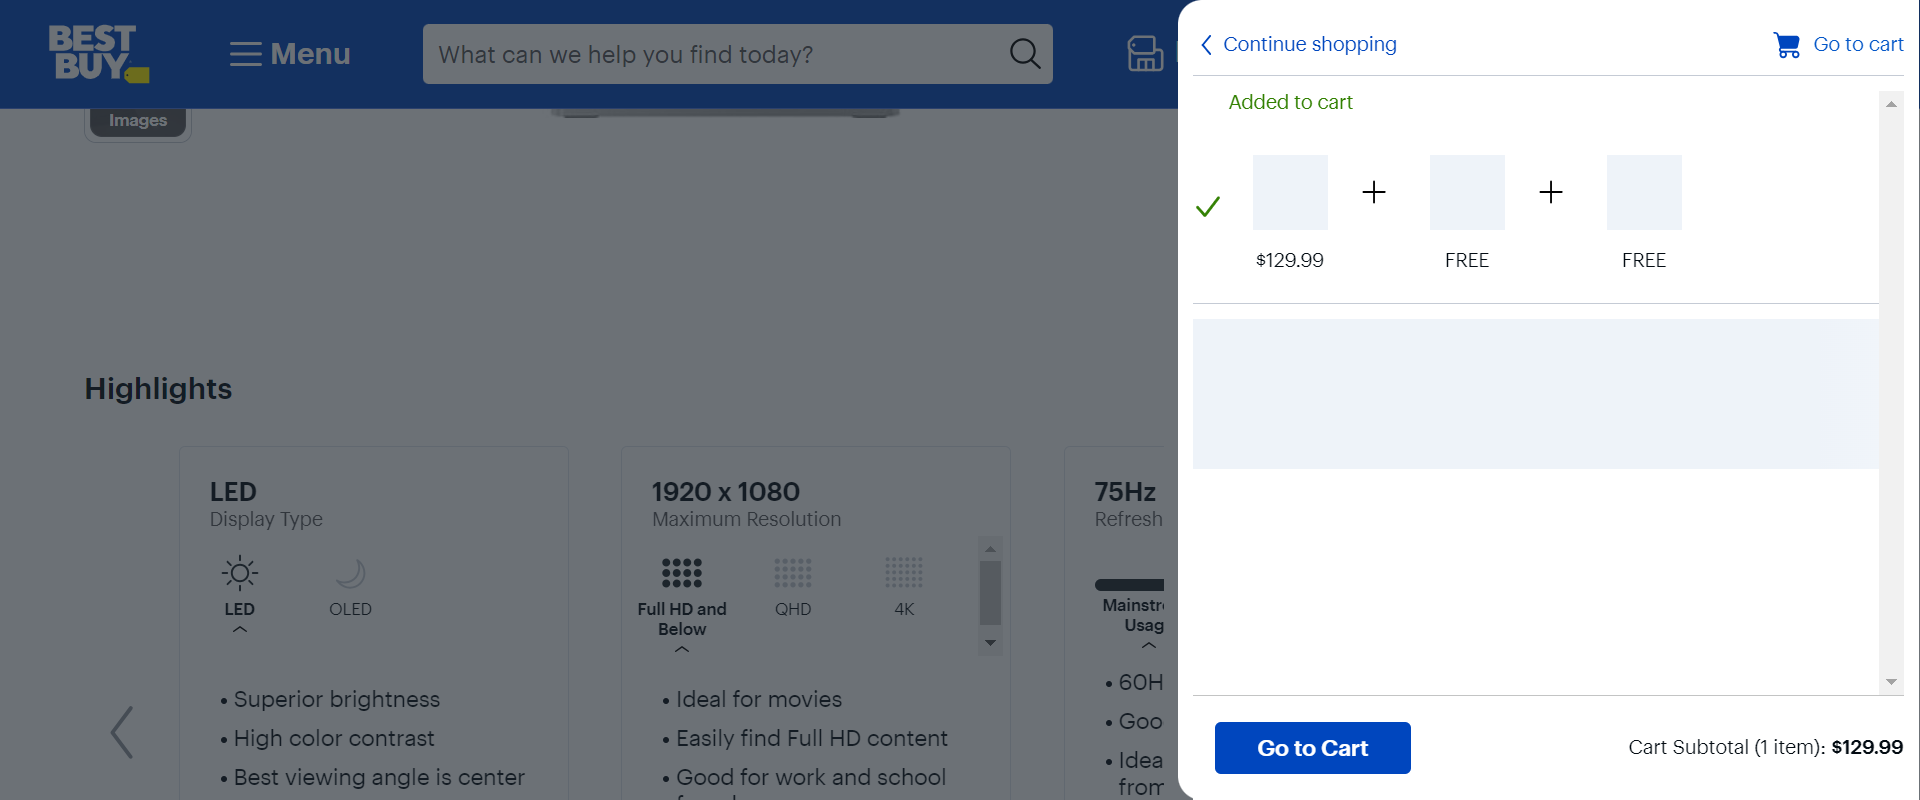 BEST
BUY
Menu
What can we help you find today?
Images
Highlights
LED
Display Type
LED
OLED
• Superior brightness
• High color contrast
• Best viewing angle is center
1920 x 1080
Maximum Resolution
Full HD and
Below
QHD
4K
• Ideal for movies
• Easily find Full HD content
• Good for work and school
75Hz
Refresh
• Goo
• Idea
from
Continue shopping
Go to cart
Added to cart
$129.99
FREE
FREE
Go to Cart
Cart Subtotal (1 item): $129.99